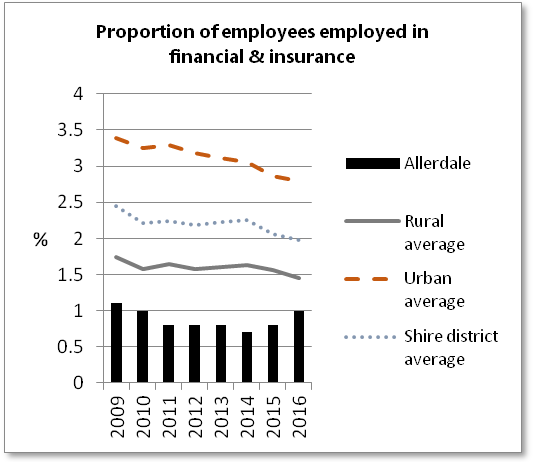 Proportion of employees employed in
financial & insurance
4
3.5
3
2.5
2
1.5
1
0.5
0
%
2009
2010
2011
2012
2013
2014
2015
2016
Allerdale
Rural
average
Urban
average
Shire district
average